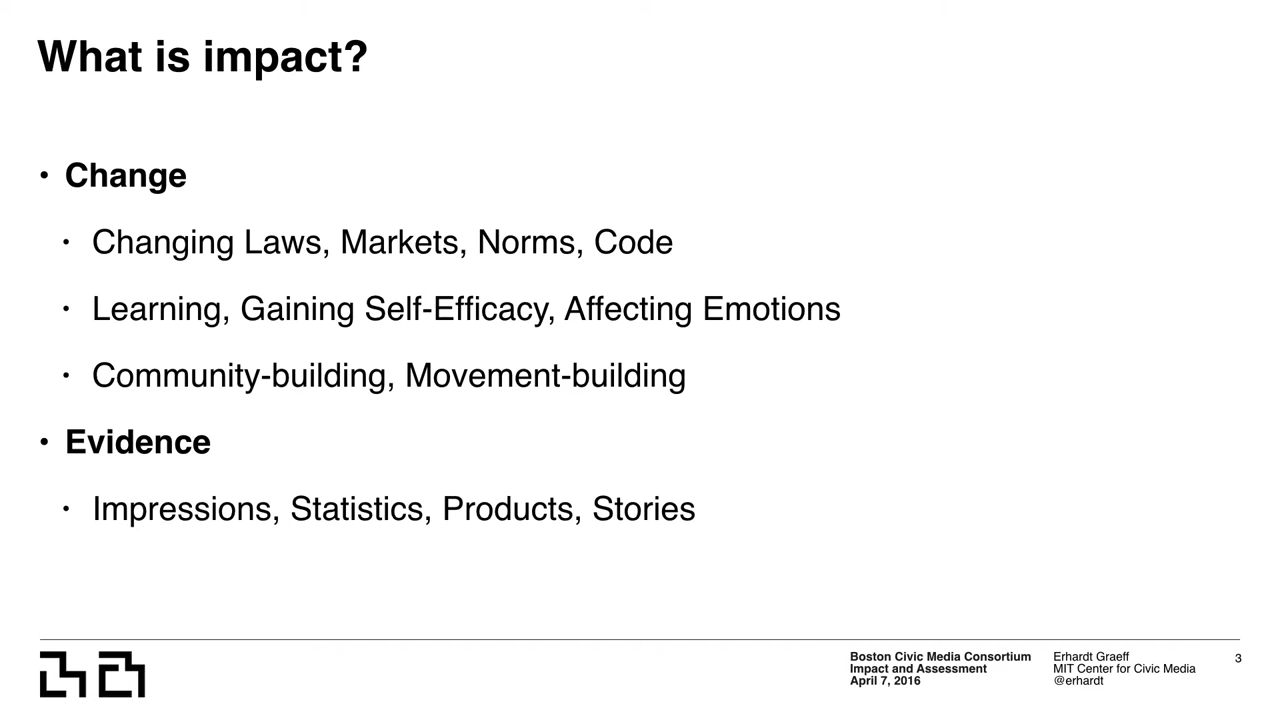 What is impact?
• Change
• Changing Laws, Markets, Norms, Code
• Learning, Gaining Self-Efficacy, Affecting Emotions
• Community-building, Movement-building
• Evidence
• Impressions, Statistics, Products, Stories
Boston Civic Media Consortium
Impact and Assessment
April 7, 2016
Erhardt Graeff
MIT Center for Civic Media
@erhardt
3